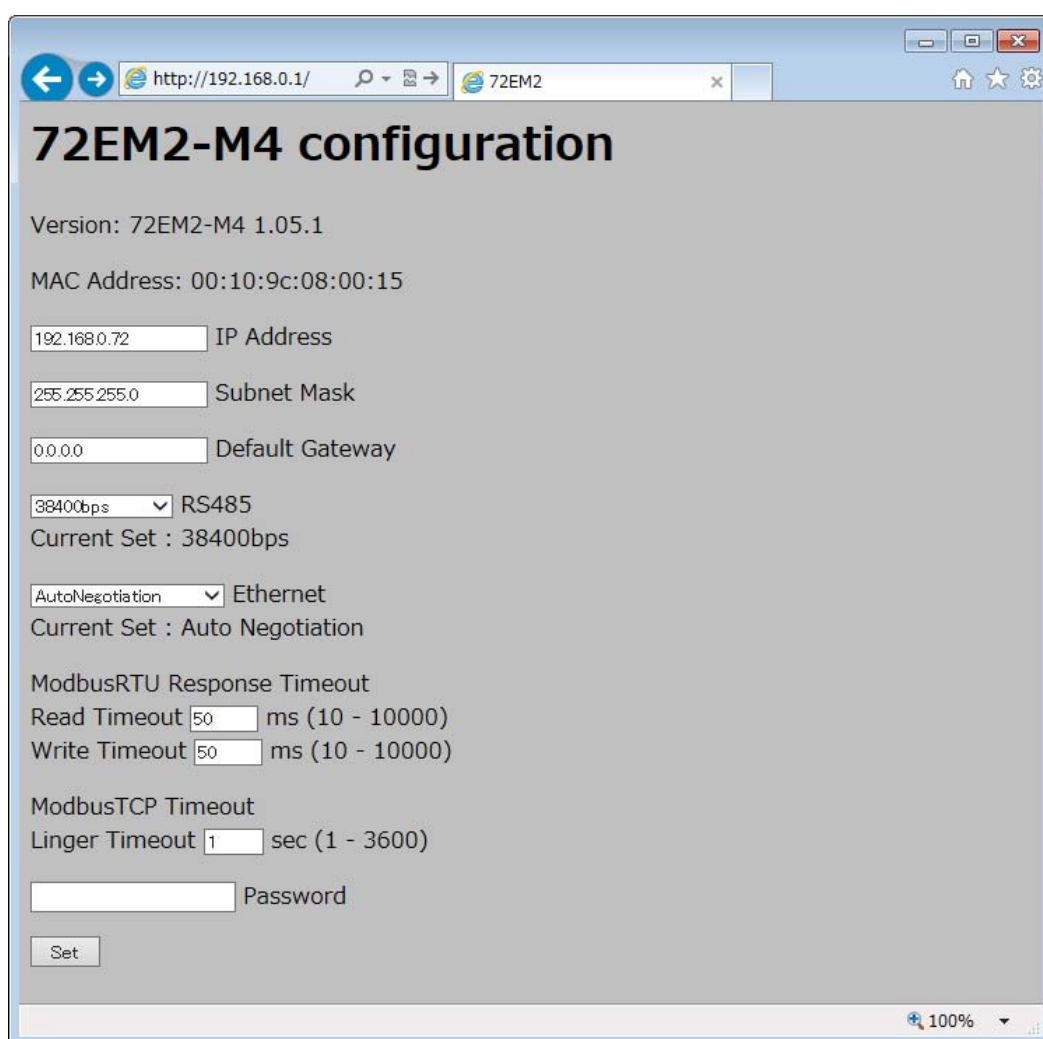 http://192.168.0.1/
72EM2
72EM2-M4 configuration
Version: 72EM2-M4 1.05.1
MAC Address: 00:10:9c:08:00:15
192.168.0.72 IP Address
255.255.255.0 Subnet Mask
0.0.0.0 Default Gateway
38400bps RS485
Current Set : 38400bps
AutoNegotiation Ethernet
Current Set : Auto Negotiation
ModbusRTU Response Timeout
Read Timeout 50 ms (10 - 10000)
Write Timeout 50 ms (10 - 10000)
ModbusTCP Timeout
Linger Timeout 1 sec (1 - 3600)
Password
Set
100%